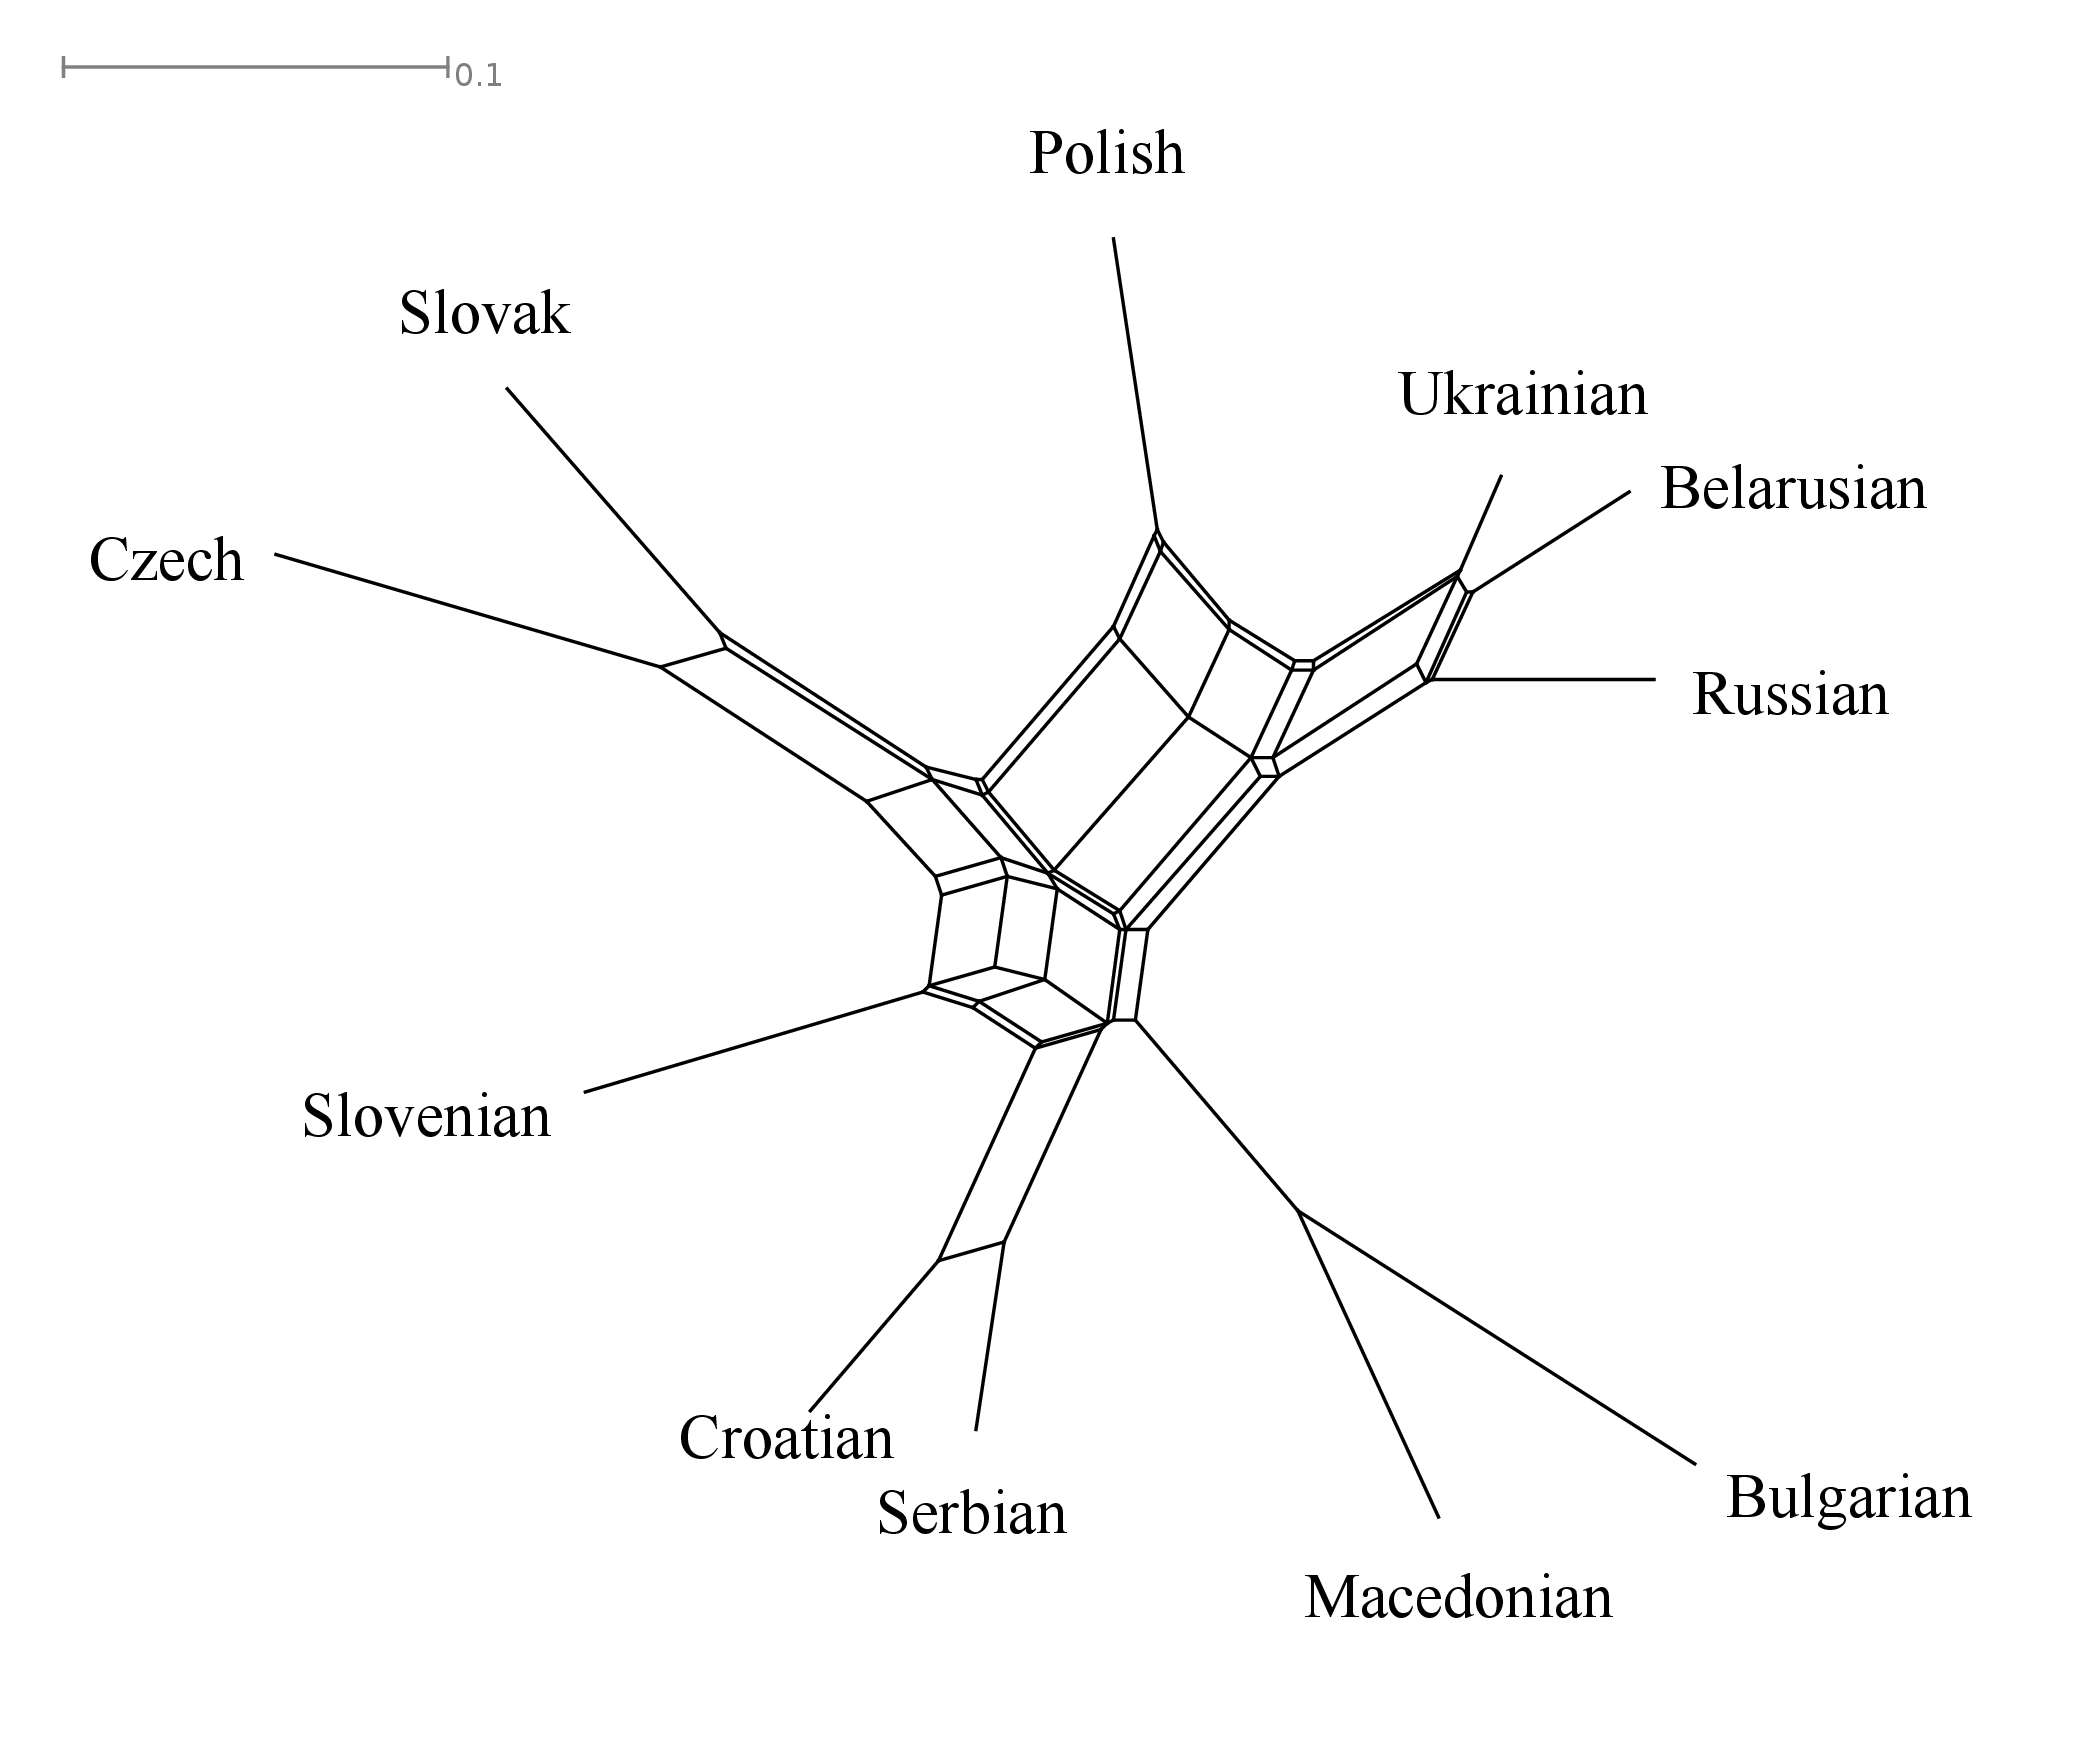 0.1
Polish
Slovak
Ukrainian
Belarusian
Czech
Russian
Slovenian
Croatian
Serbian
Bulgarian
Macedonian